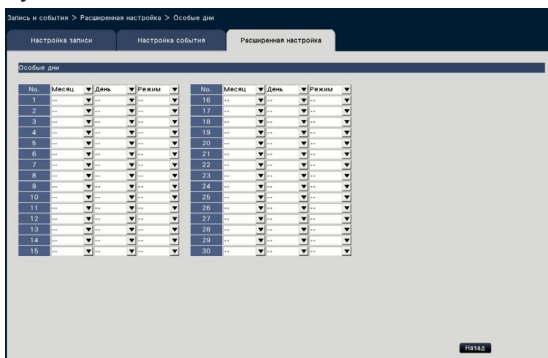 Запись и события > Расширенная настройка > Особые дни
Настройка записи Настройка события Расширенная настройка
Особые дни
No. Месяц День Режим No. Месяц День Режим
1 -- -- -- 16 -- -- --
2 -- -- -- 17 -- -- --
3 -- -- -- 18 -- -- --
4 -- -- -- 19 -- -- --
5 -- -- -- 20 -- -- --
6 -- -- -- 21 -- -- --
7 -- -- -- 22 -- -- --
8 -- -- -- 23 -- -- --
9 -- -- -- 24 -- -- --
10 -- -- -- 25 -- -- --
11 -- -- -- 26 -- -- --
12 -- -- -- 27 -- -- --
13 -- -- -- 28 -- -- --
14 -- -- -- 29 -- -- --
15 -- -- -- 30 -- -- --
Назад